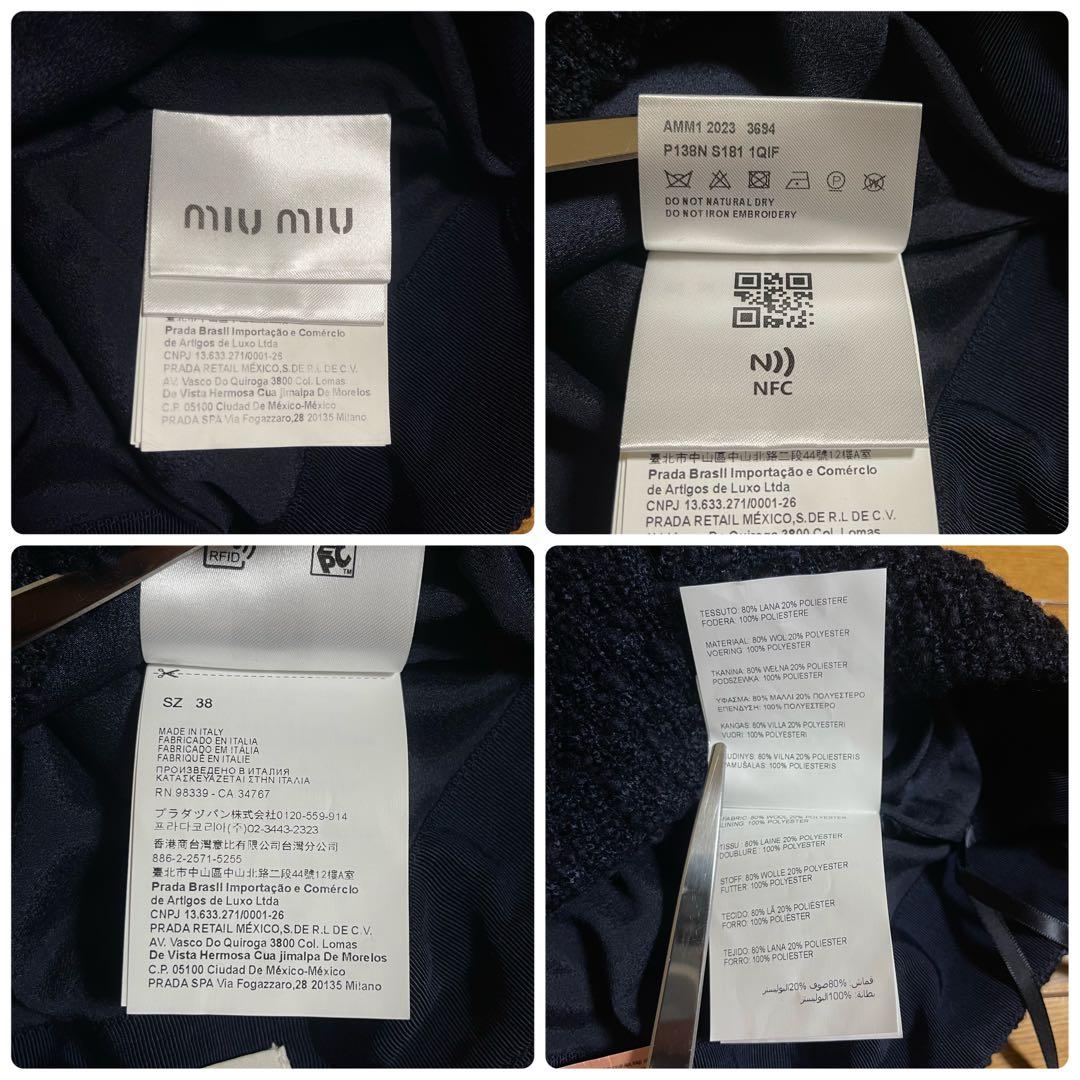 miu miu
Prada Brasil Importação e Comércio
de Artigos de Luxo Ltda
CNPJ 13.633.271/0001-26
PRADA RETAIL MÉXICO,S.DE R.L DE C.V.
AV. Vasco Do Quiroga 3800 Col. Lomas
De Vista Hermosa Cua jimalpa De Morelos
C.P. 05100 Ciudad De México-México
PRADA SPA Via Fogazzaro,28 20135 Milano
AMM1 2023 3694
P138N S181 1QIF
DO NOT NATURAL DRY
DO NOT IRON EMBROIDERY
NFC
臺北市中山區中山北路二段44號12樓A室
Prada Brasil Importação e Comércio
de Artigos de Luxo Ltda
CNPJ 13.633.271/0001-26
PRADA RETAIL MÉXICO,S.DE R.L DE C.V.
RFID
EPC TM
SZ 38
MADE IN ITALY
FABRICADO EN ITALIA
FABRICADO EM ITÁLIA
FABRIQUÉ EN ITALIE
ПРОИЗВЕДЕНО В ИТАЛИЯ
ΚΑΤΑΣΚΕΥΑΖΕΤΑΙ ΣΤΗΝ ΙΤΑΛΙΑ
RN 98339 - CA 34767
プラダジパン株式会社0120-559-914
프라다코리아(주)02-3443-2323
香港商台灣意比有限公司台灣分公司
886-2-2571-5255
臺北市中山區中山北路二段44號12樓A室
Prada Brasil Importação e Comércio
de Artigos de Luxo Ltda
CNPJ 13.633.271/0001-26
PRADA RETAIL MÉXICO,S.DE R.L DE C.V.
AV. Vasco Do Quiroga 3800 Col. Lomas
De Vista Hermosa Cua jimalpa De Morelos
C.P. 05100 Ciudad De México-México
PRADA SPA Via Fogazzaro,28 20135 Milano
TESSUTO: 80% LANA 20% POLIESTERE
FODERA: 100% POLIESTERE
MATERIAAL: 80% WOL 20% POLYESTER
VOERING: 100% POLYESTER
TKANINA: 80% WEŁNA 20% POLIESTER
PODSZEWKA: 100% POLIESTER
ΥΦΑΣΜΑ: 80% ΜΑΛΛΙ 20% ΠΟΛΥΕΣΤΕΡΟ
ΕΠΕΝΔΥΣΗ: 100% ΠΟΛΥΕΣΤΕΡΟ
KANGAS: 80% VILLA 20% POLYESTERI
VUORI: 100% POLYESTERI
UDINYS: 80% VILNA 20% POLIESTERIS
PAMUŠALAS: 100% POLIESTERIS
FABRIC: 80% WOOL 20% POLYESTER
LINING: 100% POLYESTER
TISSU: 80% LAINE 20% POLYESTER
DOUBLURE: 100% POLYESTER
STOFF: 80% WOLLE 20% POLYESTER
FUTTER: 100% POLYESTER
TECIDO: 80% LÃ 20% POLIÉSTER
FORRO: 100% POLIÉSTER
TEJIDO: 80% LANA 20% POLIÉSTER
FORRO: 100% POLIÉSTER
قماش: 80%صوف 20%البوليستر
بطانة: 100%البوليستر